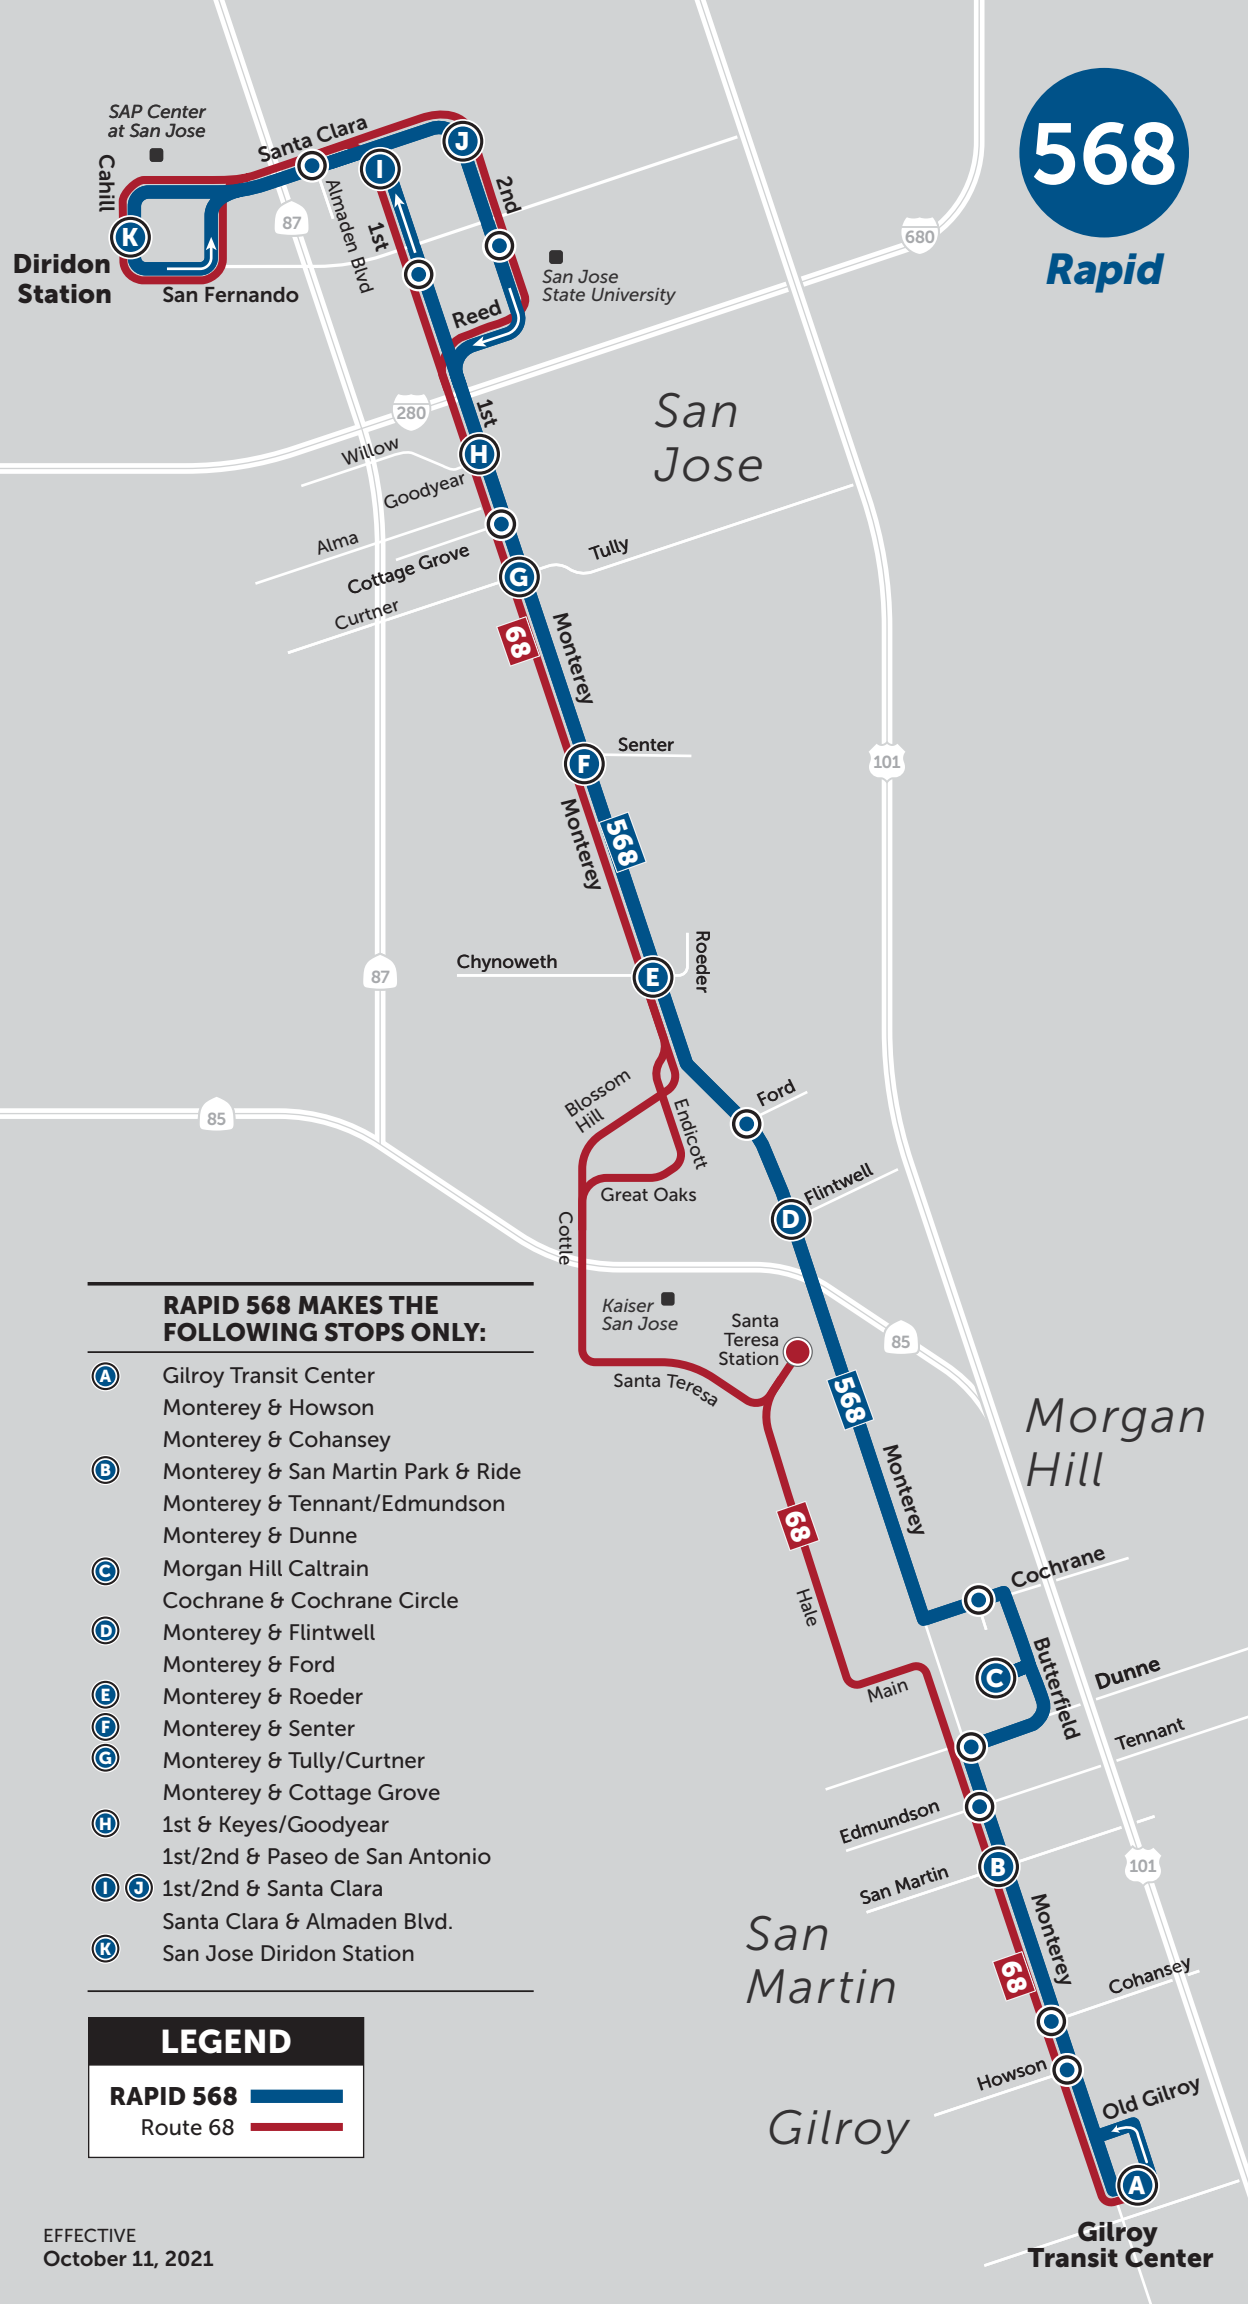 SAP Center
at San Jose
568
Rapid
Santa Clara
Cahill
J
I
K
Diridon
Station
San Fernando
87
Almaden Blvd
1st
2nd
680
San Jose
State University
Reed
280
1st
San
Jose
Willow
H
Goodyear
Alma
Cottage Grove
Tully
G
Curtner
68
Monterey
Senter
F
101
Monterey
568
Chynoweth
Roeder
E
87
Blossom
Hill
Ford
85
Endicott
Flintwell
Great Oaks
D
Cottle
Kaiser
San Jose
Santa
Teresa
Station
85
Santa Teresa
568
Morgan
Hill
Monterey
68
Cochrane
Hale
Butterfield
C
Dunne
Main
Tennant
Edmundson
B
San Martin
101
San
Martin
Monterey
68
Cohansey
Howson
Old Gilroy
Gilroy
A
Gilroy
Transit Center
RAPID 568 MAKES THE
FOLLOWING STOPS ONLY:
A Gilroy Transit Center
Monterey & Howson
Monterey & Cohansey
B Monterey & San Martin Park & Ride
Monterey & Tennant/Edmundson
Monterey & Dunne
C Morgan Hill Caltrain
Cochrane & Cochrane Circle
D Monterey & Flintwell
Monterey & Ford
E Monterey & Roeder
F Monterey & Senter
G Monterey & Tully/Curtner
Monterey & Cottage Grove
H 1st & Keyes/Goodyear
1st/2nd & Paseo de San Antonio
I J 1st/2nd & Santa Clara
Santa Clara & Almaden Blvd.
K San Jose Diridon Station
LEGEND
RAPID 568
Route 68
EFFECTIVE
October 11, 2021